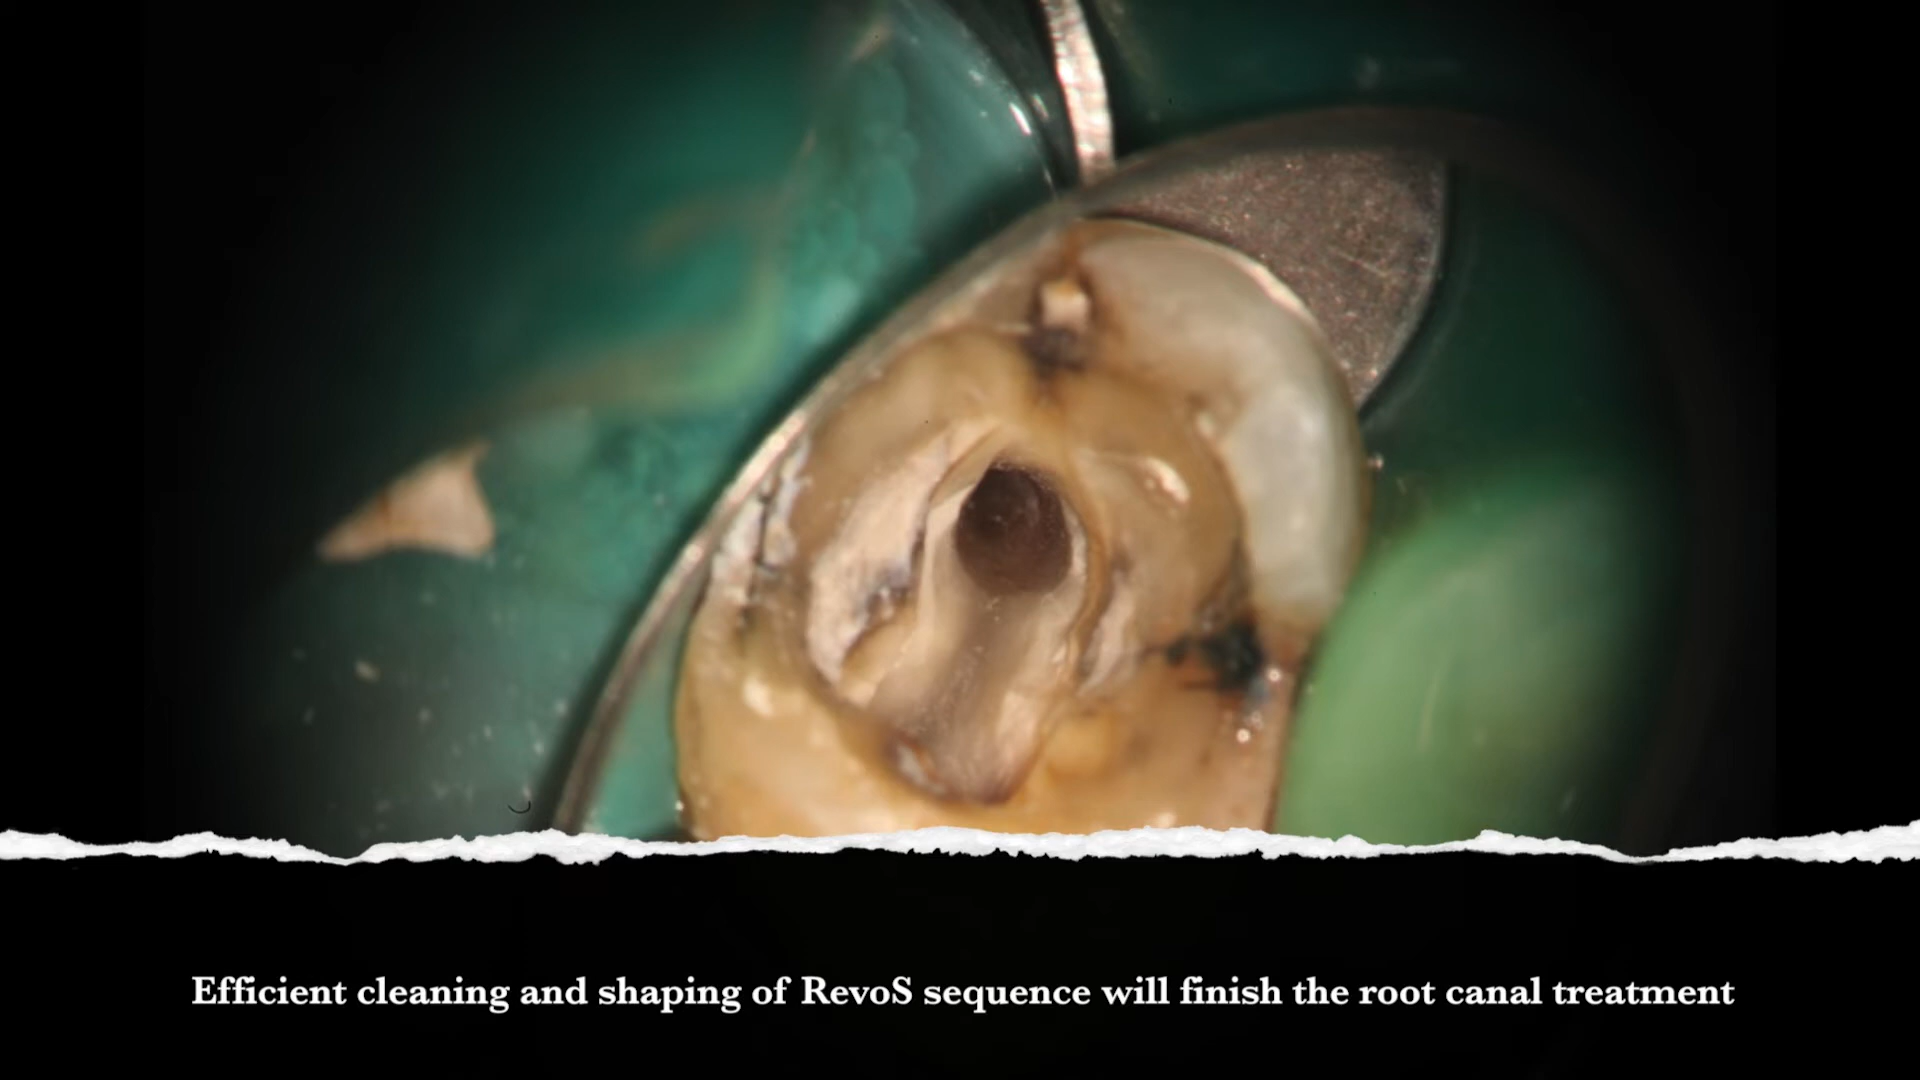 Efficient cleaning and shaping of RevoS sequence will finish the root canal treatment